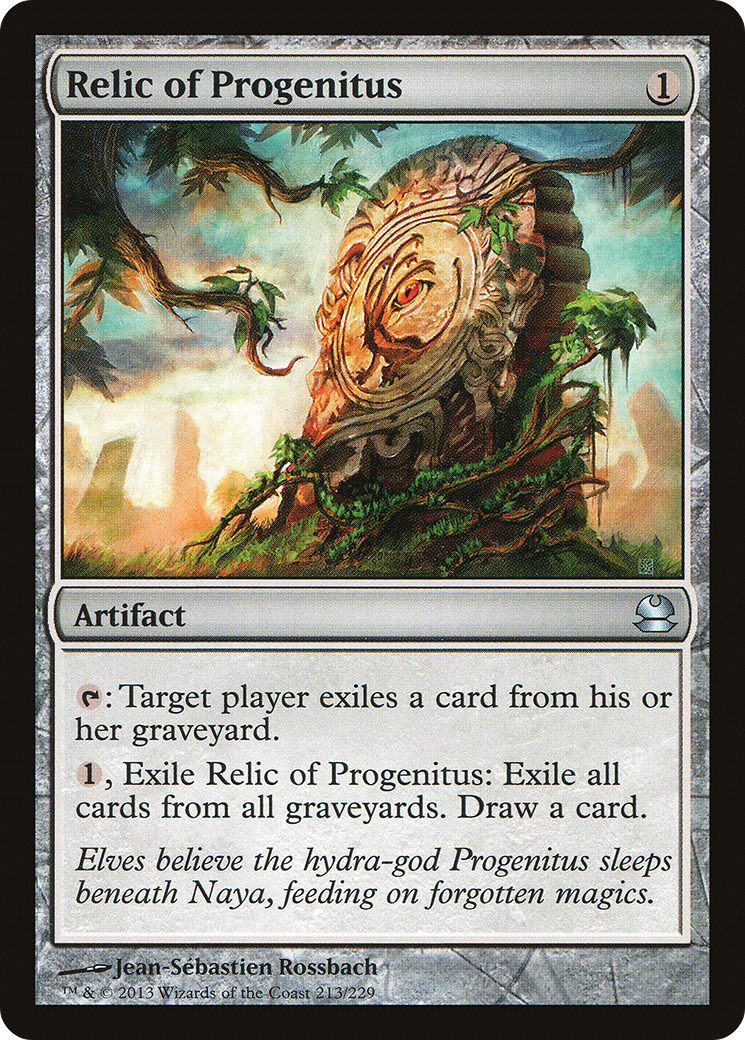 Relic of Progenitus 1
Artifact
: Target player exiles a card from his or
her graveyard.
1, Exile Relic of Progenitus: Exile all
cards from all graveyards. Draw a card.
Elves believe the hydra-god Progenitus sleeps
beneath Naya, feeding on forgotten magics.
Jean-Sébastien Rossbach
™ & © 2013 Wizards of the Coast 213/229